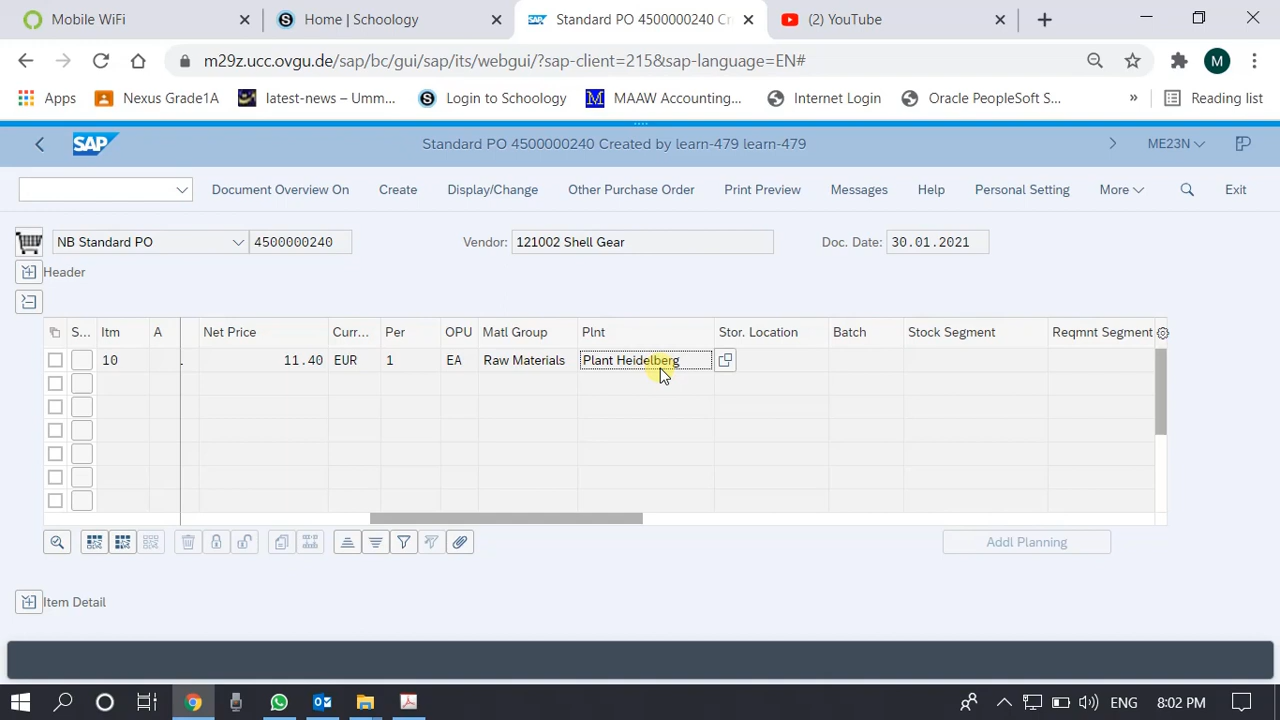 Mobile WiFi
Home | Schoology
Standard PO 4500000240 Cr
(2) YouTube
m29z.ucc.ovgu.de/sap/bc/gui/sap/its/webgui/?sap-client=215&sap-language=EN#
M
Apps
Nexus Grade1A
latest-news – Umm...
Login to Schoology
MAAW Accounting...
Internet Login
Oracle PeopleSoft S...
»
Reading list
SAP
Standard PO 4500000240 Created by learn-479 learn-479
ME23N
Document Overview On
Create
Display/Change
Other Purchase Order
Print Preview
Messages
Help
Personal Setting
More
Exit
NB Standard PO
4500000240
Vendor:
121002 Shell Gear
Doc. Date:
30.01.2021
Header
S... Itm A Net Price Curr... Per OPU Matl Group Plnt Stor. Location Batch Stock Segment Reqmnt Segment
10 . 11.40 EUR 1 EA Raw Materials Plant Heidelberg
Addl Planning
Item Detail
ENG
8:02 PM